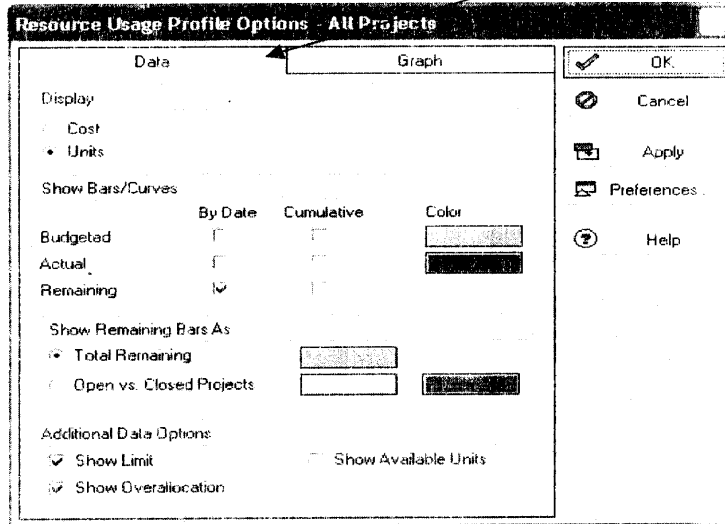 Resource Usage Profile Options - All Projects
Data Graph
OK
Cancel
Apply
Preferences..
Help
Display
Cost
Units
Show Bars/Curves
By Date Cumulative Color
Budgeted
Actual
Remaining
Show Remaining Bars As
Total Remaining
Open vs. Closed Projects
Additional Data Options
Show Limit Show Available Units
Show Overallocation